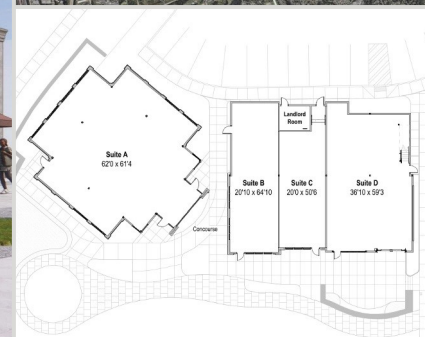 Landlord
Room
Suite A
62'0 x 61'4
Suite B
20'10 x 64'10
Suite C
20'0 x 50'6
Suite D
36'10 x 59'3
Concourse